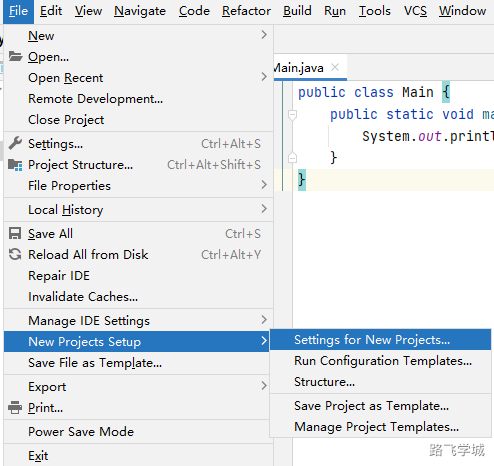 File Edit View Navigate Code Refactor Build Run Tools VCS Window
New
Open...
Open Recent
Remote Development...
Close Project
Settings... Ctrl+Alt+S
Project Structure... Ctrl+Alt+Shift+S
File Properties
Local History
Save All Ctrl+S
Reload All from Disk Ctrl+Alt+Y
Repair IDE
Invalidate Caches...
Manage IDE Settings
New Projects Setup
Save File as Template...
Export
Print...
Power Save Mode
Exit
Main.java
public class Main {
public static void ma
System.out.print
}
}
Settings for New Projects...
Run Configuration Templates...
Structure...
Save Project as Template...
Manage Project Templates...
路飞学城